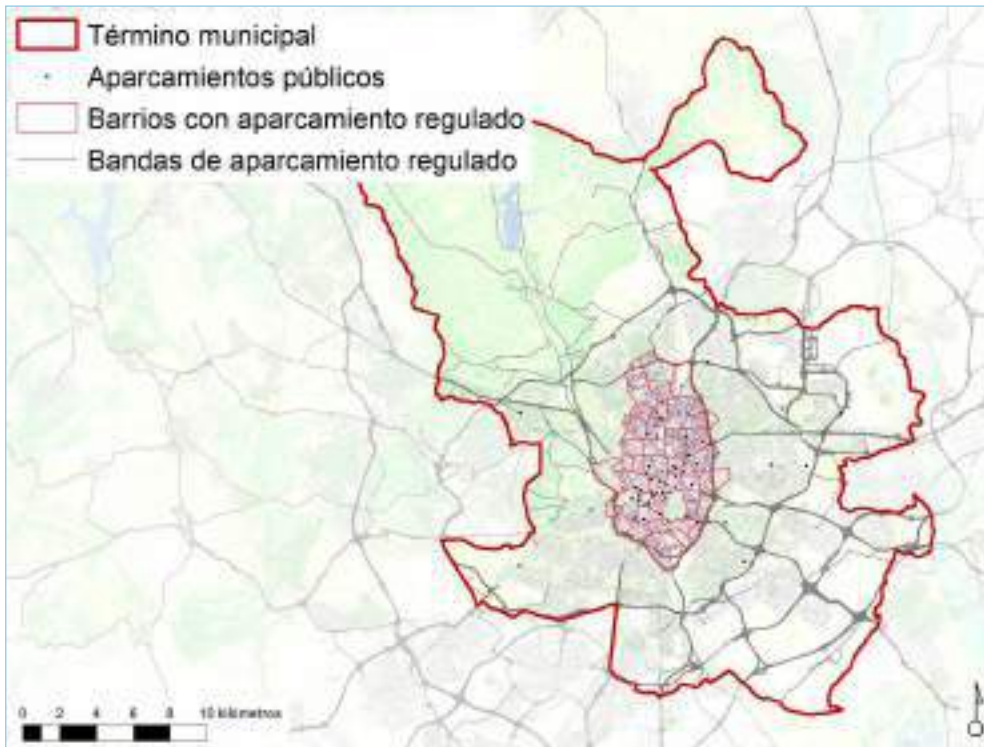 Término municipal
Aparcamientos públicos
Barrios con aparcamiento regulado
Bandas de aparcamiento regulado
0 2 4 6 8 10 kilómetros